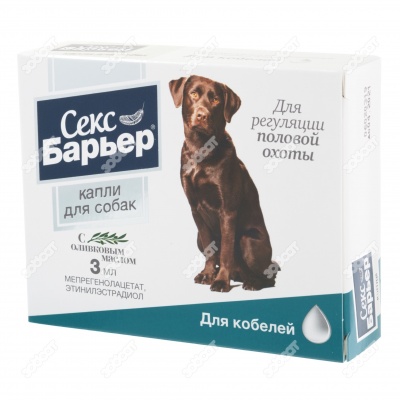 Секс
Барьер®
капли
для собак
С
ОЛИВКОВЫМ
МАСЛОМ
3 МЛ
МЕПРЕГЕНОЛАЦЕТАТ,
ЭТИНИЛЭСТРАДИОЛ
Для
регуляции
половой
охоты
Для кобелей
Секс
Барьер